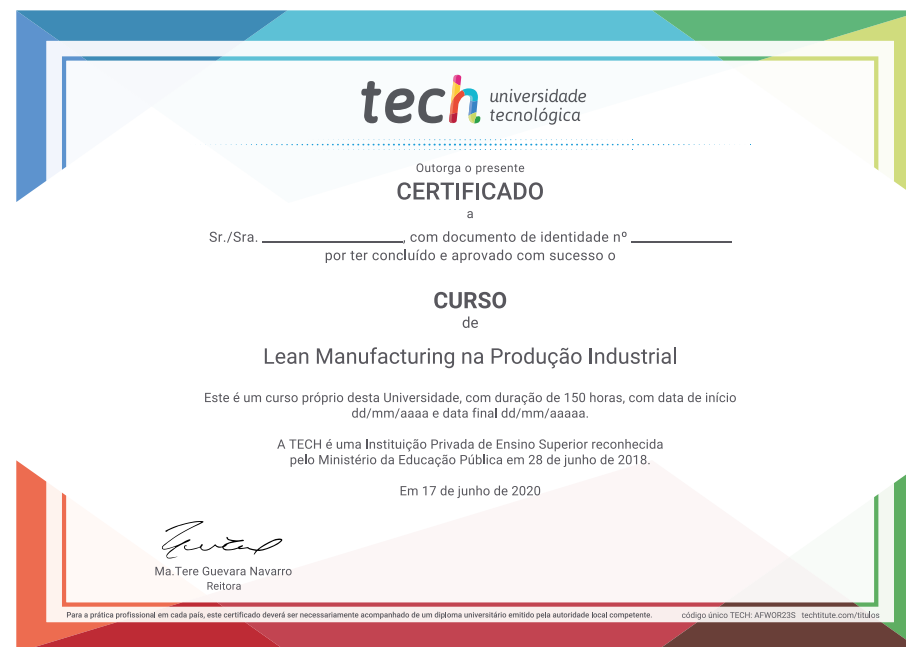 tech universidade
tecnológica
Outorga o presente
CERTIFICADO
a
Sr./Sra. ____________, com documento de identidade nº ____________
por ter concluído e aprovado com sucesso o
CURSO
de
Lean Manufacturing na Produção Industrial
Este é um curso próprio desta Universidade, com duração de 150 horas, com data de início
dd/mm/aaaa e data final dd/mm/aaaaa.
A TECH é uma Instituição Privada de Ensino Superior reconhecida
pelo Ministério da Educação Pública em 28 de junho de 2018.
Em 17 de junho de 2020
Ma.Tere Guevara Navarro
Reitora
Para a prática profissional em cada país, este certificado deverá ser necessariamente acompanhado de um diploma universitário emitido pela autoridade local competente. código único TECH: AFWOR23S techtitute.com/titulos